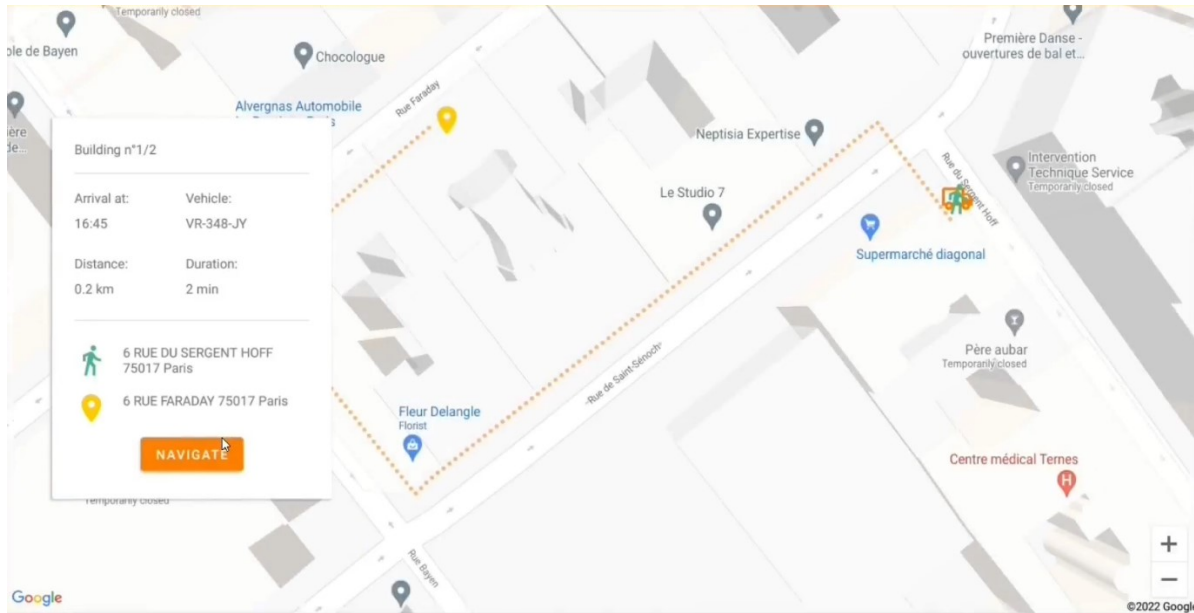 Temporarily closed
ole de Bayen
Chocologue
Première Danse -
ouvertures de bal et...
Alvergnas Automobile
Rue Faraday
ière
de...
Building n°1/2
Arrival at:
Vehicle:
16:45
VR-348-JY
Distance:
Duration:
0.2 km
2 min
6 RUE DU SERGENT HOFF
75017 Paris
6 RUE FARADAY 75017 Paris
NAVIGATE
Temporarily closed
Neptisia Expertise
Le Studio 7
Rue du Sergent Hoff
Intervention
Technique Service
Temporarily closed
Supermarché diagonal
Père aubar
Temporarily closed
Rue de Saint-Sénoch
Fleur Delangle
Florist
Centre médical Ternes
H
Rue Bayen
+
−
Google
©2022 Google